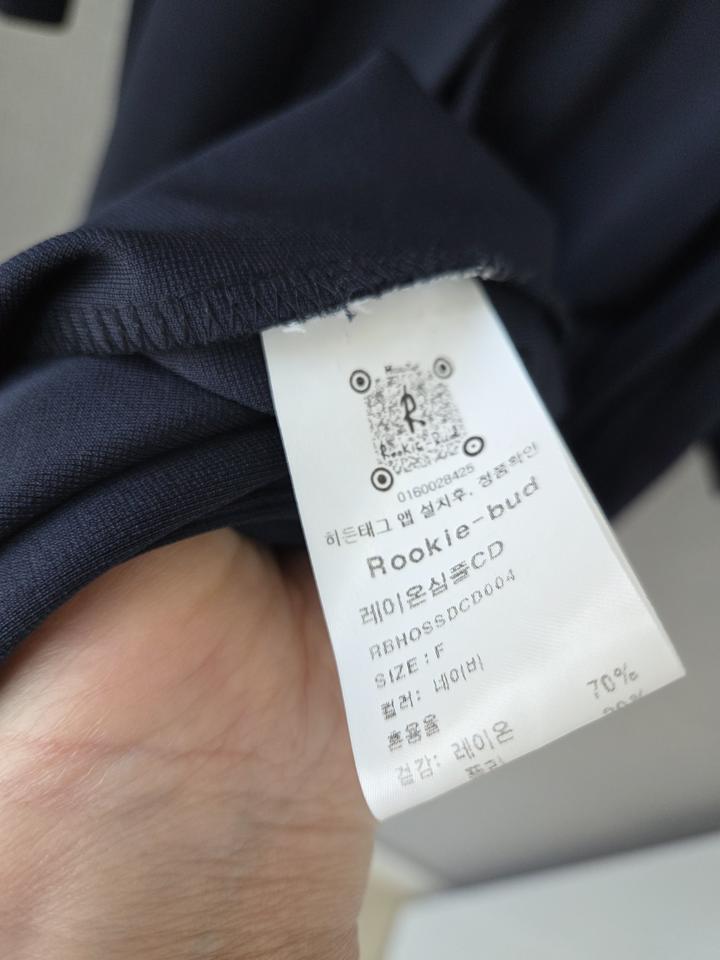 R
Rookie Bud
0160028425
히든태그 앱 설치후, 정품확인
Rookie-bud
레이온심플CD
RBHOSSDCD004
SIZE : F
컬러: 네이비
혼용율
겉감: 레이온 70%